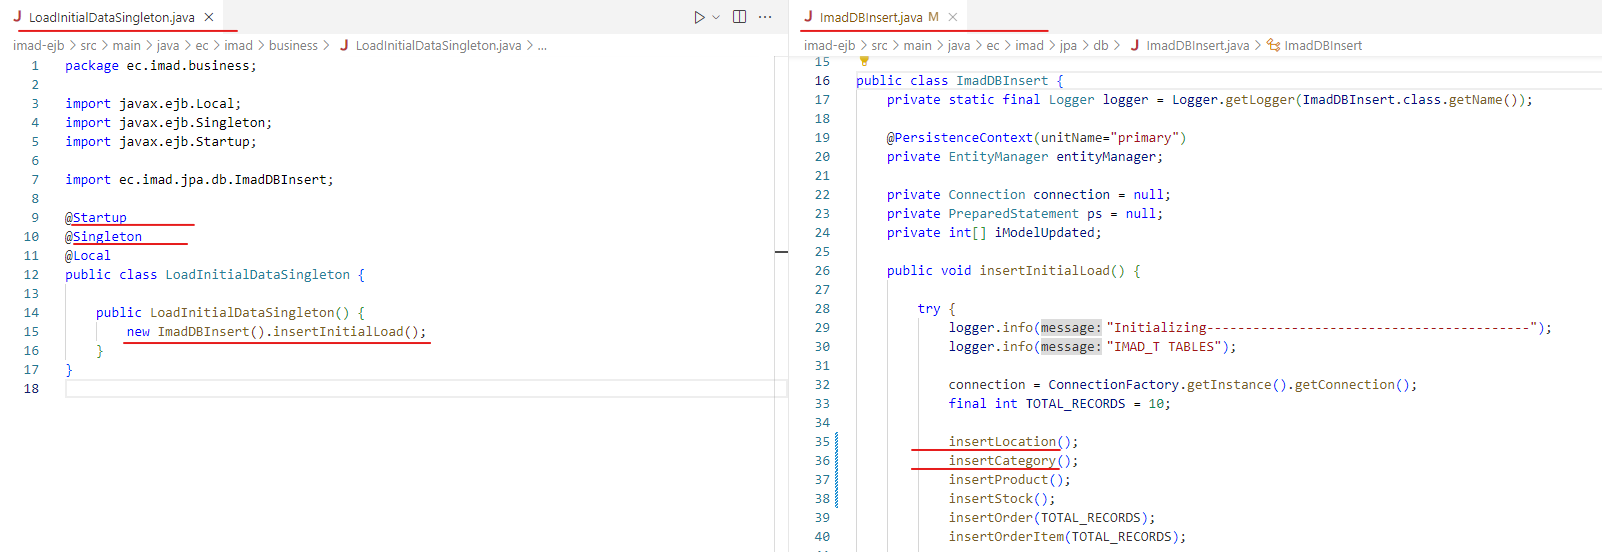 J LoadInitialDataSingleton.java ×
imad-ejb > src > main > java > ec > imad > business > J LoadInitialDataSingleton.java > ...
1 package ec.imad.business;
2
3 import javax.ejb.Local;
4 import javax.ejb.Singleton;
5 import javax.ejb.Startup;
6
7 import ec.imad.jpa.db.ImadDBInsert;
8
9 @Startup
10 @Singleton
11 @Local
12 public class LoadInitialDataSingleton {
13
14 public LoadInitialDataSingleton() {
15 new ImadDBInsert().insertInitialLoad();
16 }
17 }
18
J ImadDBInsert.java M ×
imad-ejb > src > main > java > ec > imad > jpa > db > J ImadDBInsert.java > ImadDBInsert
15
16 public class ImadDBInsert {
17 private static final Logger logger = Logger.getLogger(ImadDBInsert.class.getName());
18
19 @PersistenceContext(unitName="primary")
20 private EntityManager entityManager;
21
22 private Connection connection = null;
23 private PreparedStatement ps = null;
24 private int[] iModelUpdated;
25
26 public void insertInitialLoad() {
27
28 try {
29 logger.info(message: "Initializing------------------------------------------");
30 logger.info(message: "IMAD_T TABLES");
31
32 connection = ConnectionFactory.getInstance().getConnection();
33 final int TOTAL_RECORDS = 10;
34
35 insertLocation();
36 insertCategory();
37 insertProduct();
38 insertStock();
39 insertOrder(TOTAL_RECORDS);
40 insertOrderItem(TOTAL_RECORDS);